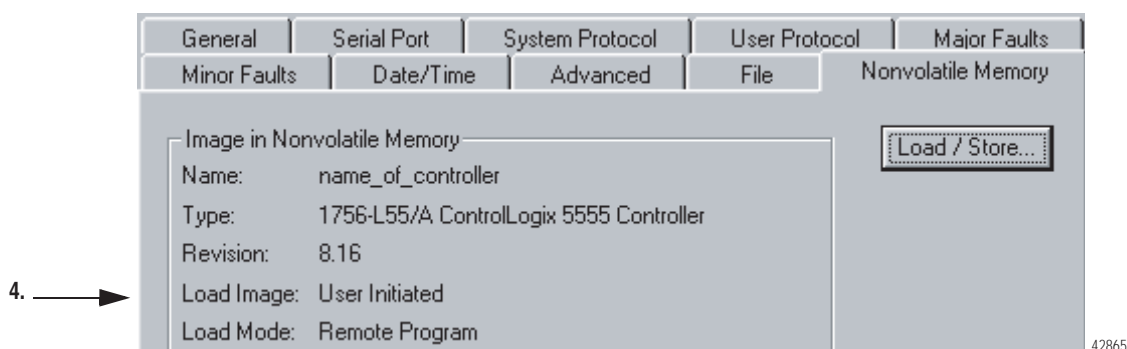 General Serial Port System Protocol User Protocol Major Faults
Minor Faults Date/Time Advanced File Nonvolatile Memory
Image in Nonvolatile Memory
Load / Store...
Name: name_of_controller
Type: 1756-L55/A ControlLogix 5555 Controller
Revision: 8.16
4. Load Image: User Initiated
Load Mode: Remote Program
42865